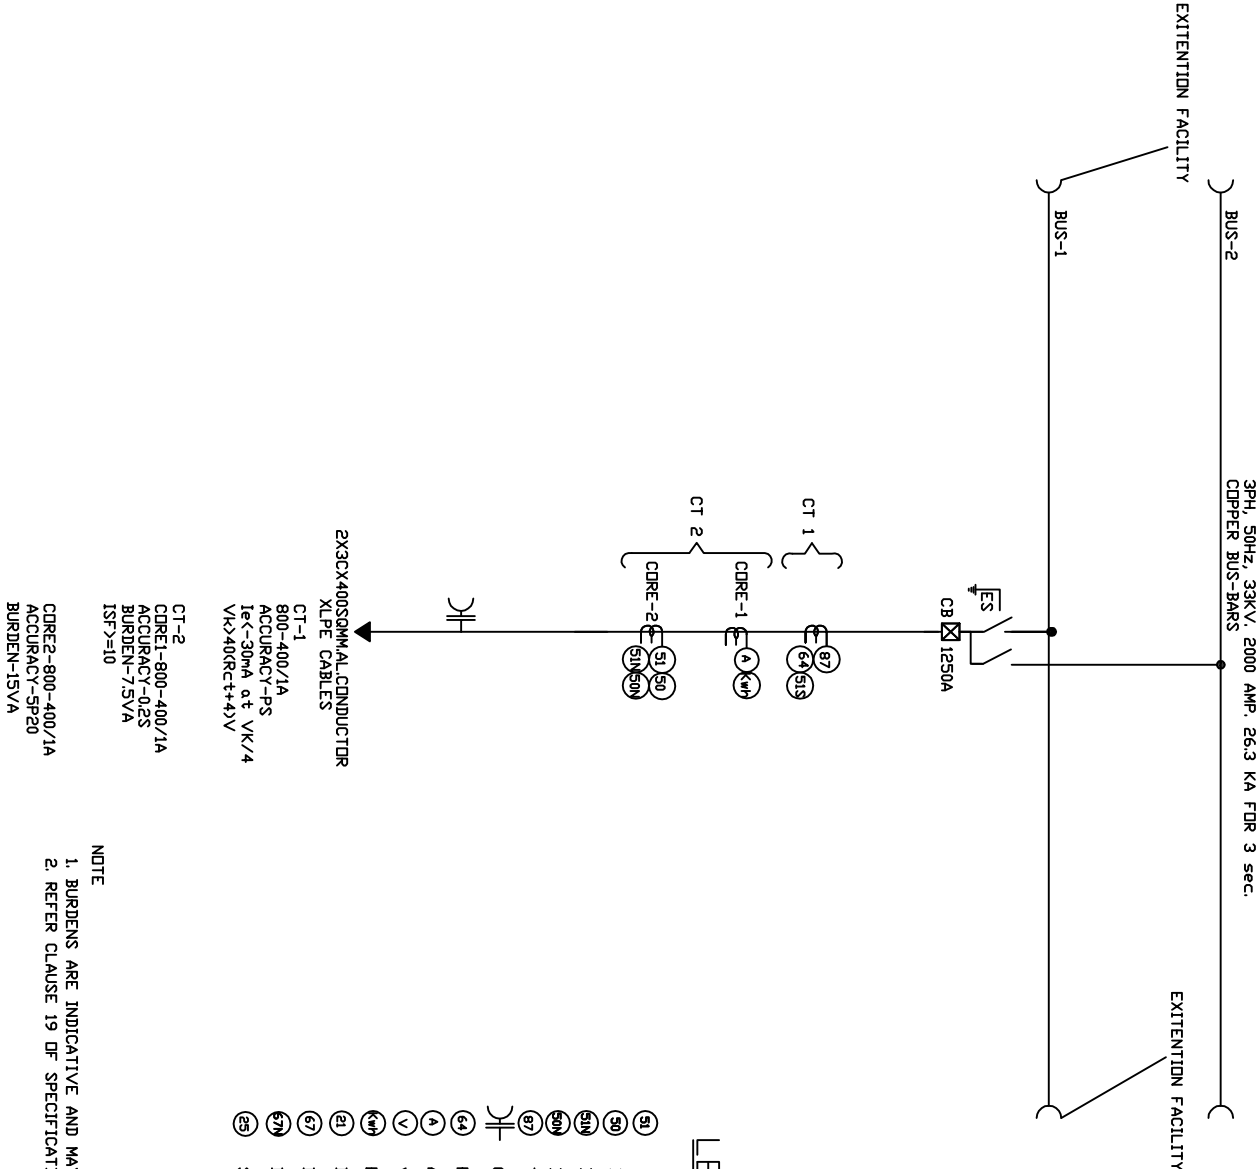 3PH, 50Hz, 33KV. 2000 AMP. 26.3 KA FOR 3 sec.
COPPER BUS-BARS
BUS-2
EXITENTION FACILITY
EXITENTION FACILITY
BUS-1
ES
CB
1250A
CT 1
87
64
51S
CT 2
CORE-1
A
Kwh
CORE-2
51
50
51N
50N
2X3CX400SQMM.AL.CONDUCTOR
XLPE CABLES
CT-1
800-400/1A
ACCURACY-PS
Ie<-30mA at VK/4
Vk>40(Rct+4)V
CT-2
CORE1-800-400/1A
ACCURACY-0.2S
BURDEN-7.5VA
ISF>=10
CORE2-800-400/1A
ACCURACY-5P20
BURDEN-15VA
NOTE
1. BURDENS ARE INDICATIVE AND MA
2. REFER CLAUSE 19 OF SPECIFICATI
LE
51
50
51N
50N
87
64
A
V
Kwh
21
67
67N
25